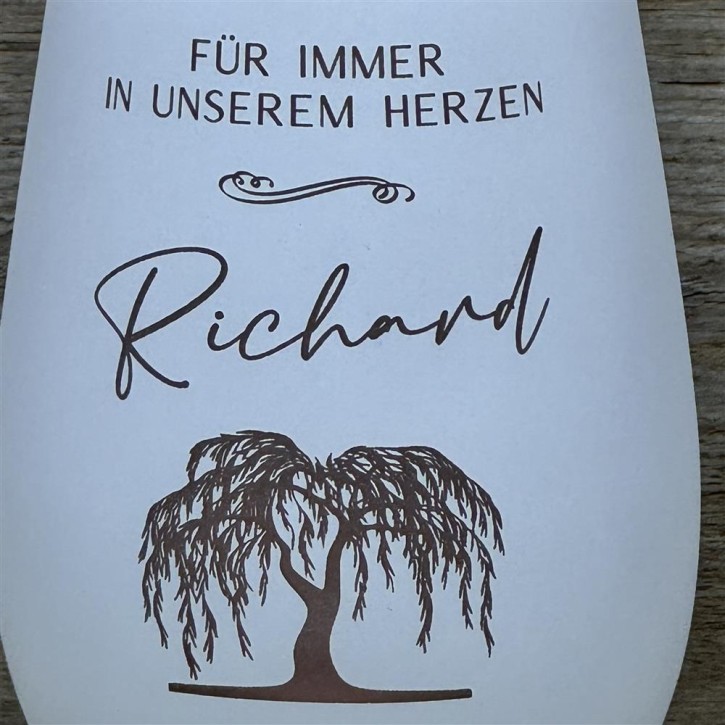 FÜR IMMER
IN UNSEREM HERZEN
Richard